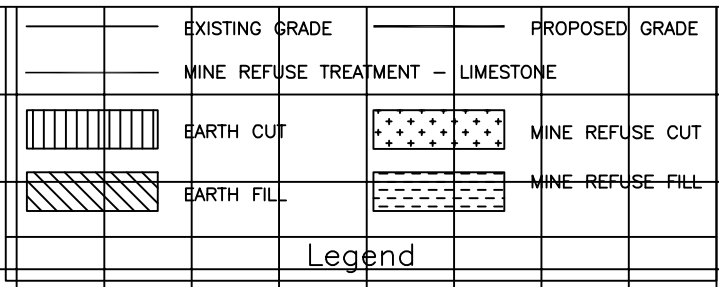 EXISTING GRADE PROPOSED GRADE
MINE REFUSE TREATMENT – LIMESTONE
EARTH CUT MINE REFUSE CUT
EARTH FILL MINE REFUSE FILL
Legend